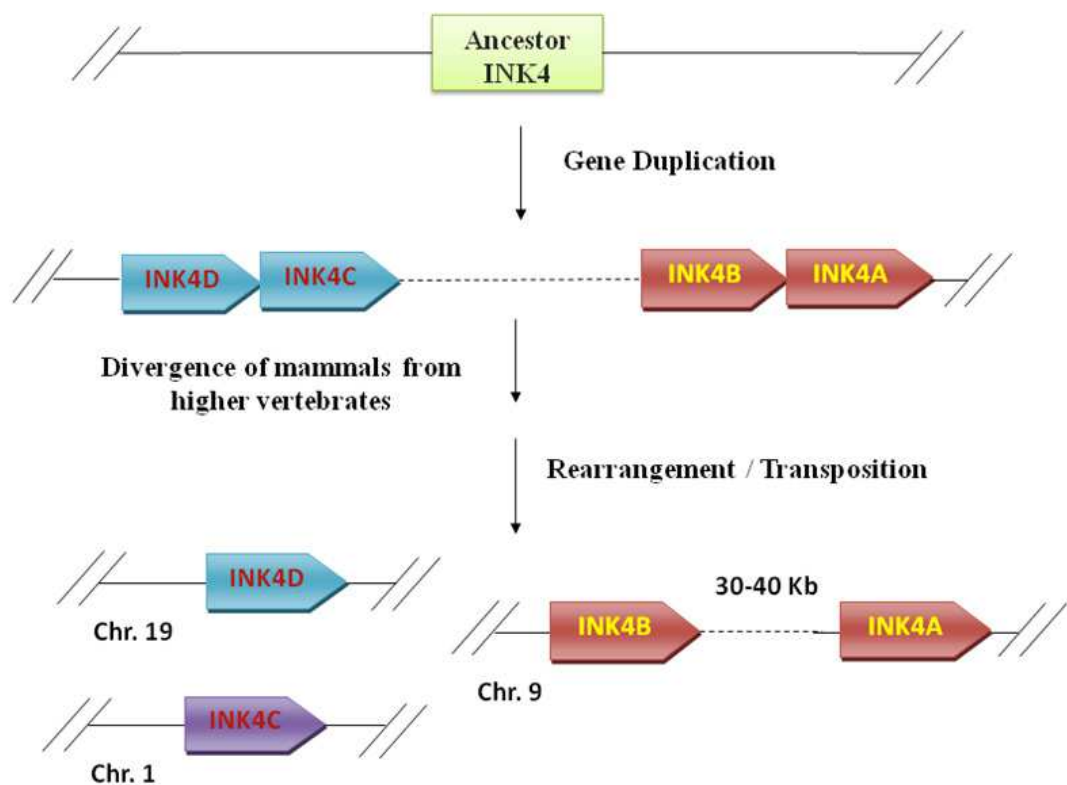 Ancestor
INK4
Gene Duplication
INK4D
INK4C
INK4B
INK4A
Divergence of mammals from
higher vertebrates
Rearrangement / Transposition
INK4D
Chr. 19
30-40 Kb
INK4B
INK4A
Chr. 9
INK4C
Chr. 1